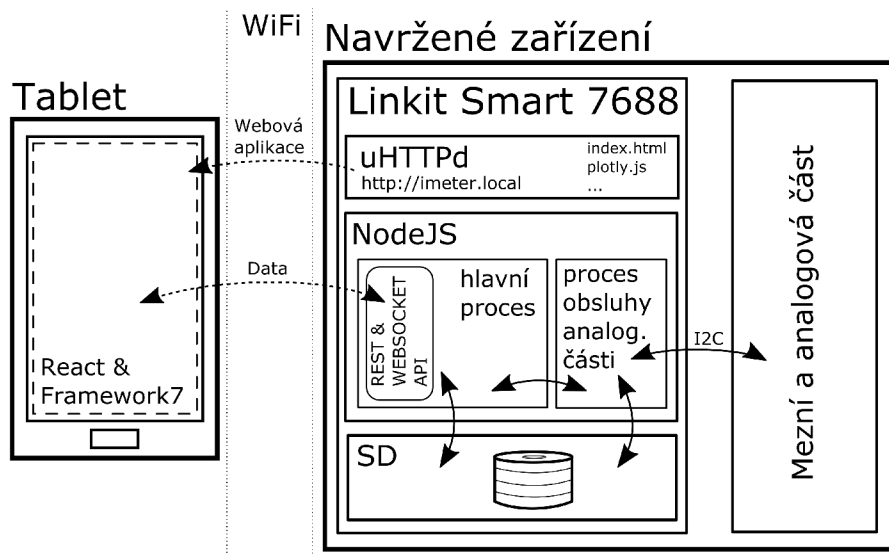 WiFi
Navržené zařízení
Tablet
Linkit Smart 7688
Webová
aplikace
uHTTPd
http://imeter.local
index.html
plotly.js
...
NodeJS
Data
REST &
WEBSOCKET
API
hlavní
proces
proces
obsluhy
analog.
části
I2C
React &
Framework7
SD
Mezní a analogová část